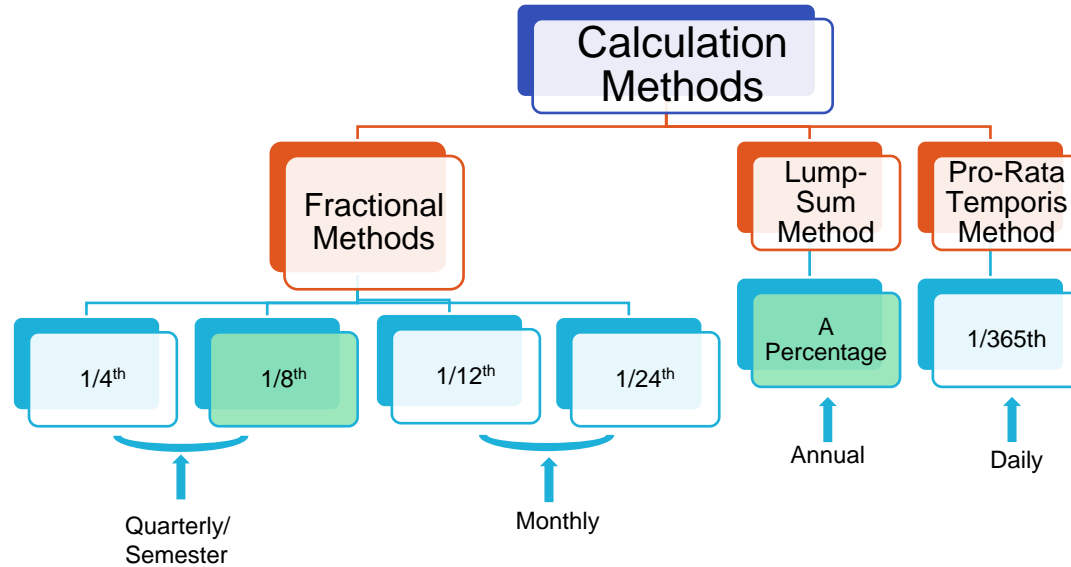 Calculation
Methods
Fractional
Methods
Lump-
Sum
Method
Pro-Rata
Temporis
Method
1/4th
1/8th
1/12th
1/24th
A
Percentage
1/365th
Quarterly/
Semester
Monthly
Annual
Daily